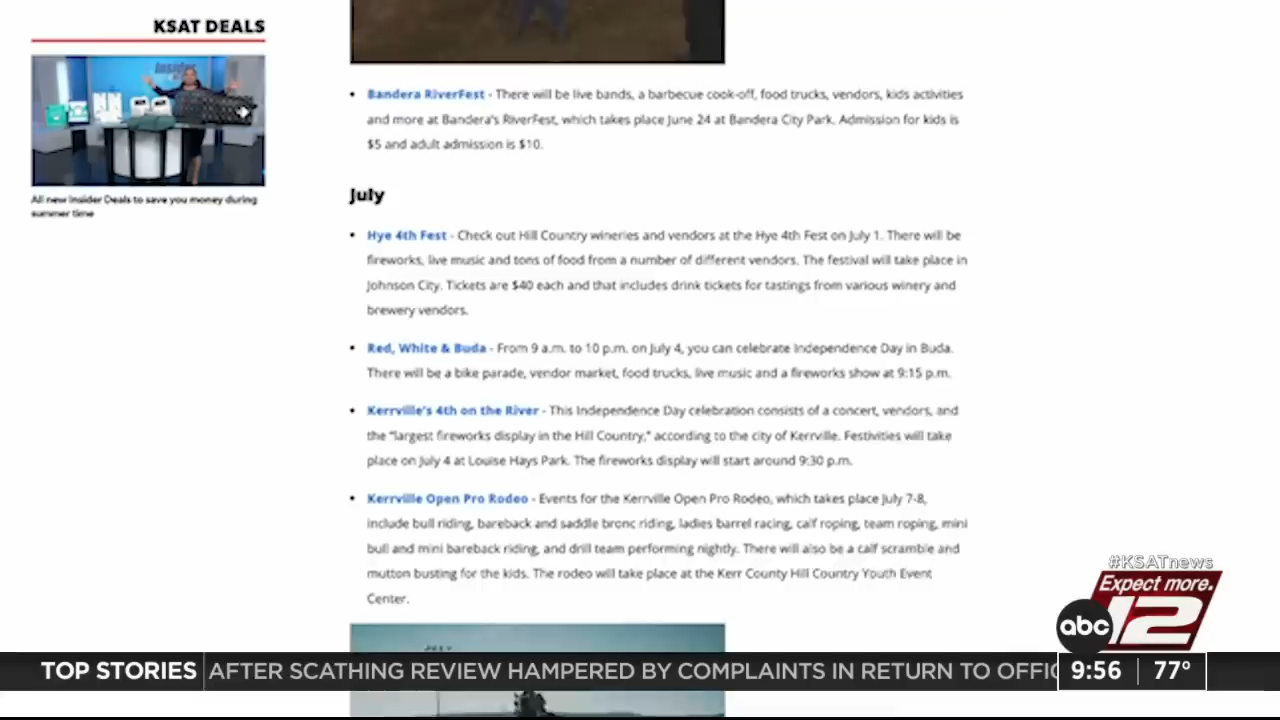 KSAT DEALS
All new Insider Deals to save you money during
summer time
Bandera RiverFest - There will be live bands, a barbecue cook-off, food trucks, vendors, kids activities
and more at Bandera's RiverFest, which takes place June 24 at Bandera City Park. Admission for kids is
$5 and adult admission is $10.
July
Hye 4th Fest - Check out Hill Country wineries and vendors at the Hye 4th Fest on July 1. There will be
fireworks, live music and tons of food from a number of different vendors. The festival will take place in
Johnson City. Tickets are $40 each and that includes drink tickets for tastings from various winery and
brewery vendors.
Red, White & Buda - From 9 a.m. to 10 p.m. on July 4, you can celebrate Independence Day in Buda.
There will be a bike parade, vendor market, food trucks, live music and a fireworks show at 9:15 p.m.
Kerrville's 4th on the River - This Independence Day celebration consists of a concert, vendors, and
the "largest fireworks display in the Hill Country," according to the city of Kerrville. Festivities will take
place on July 4 at Louise Hays Park. The fireworks display will start around 9:30 p.m.
Kerrville Open Pro Rodeo - Events for the Kerrville Open Pro Rodeo, which takes place July 7-8,
include bull riding, bareback and saddle bronc riding, ladies barrel racing, calf roping, team roping, mini
bull and mini bareback riding, and drill team performing nightly. There will also be a calf scramble and
mutton busting for the kids. The rodeo will take place at the Kerr County Hill Country Youth Event
Center.
#KSATnews
Expect more.
abc 12
TOP STORIES AFTER SCATHING REVIEW HAMPERED BY COMPLAINTS IN RETURN TO OFFIC
9:56 77°